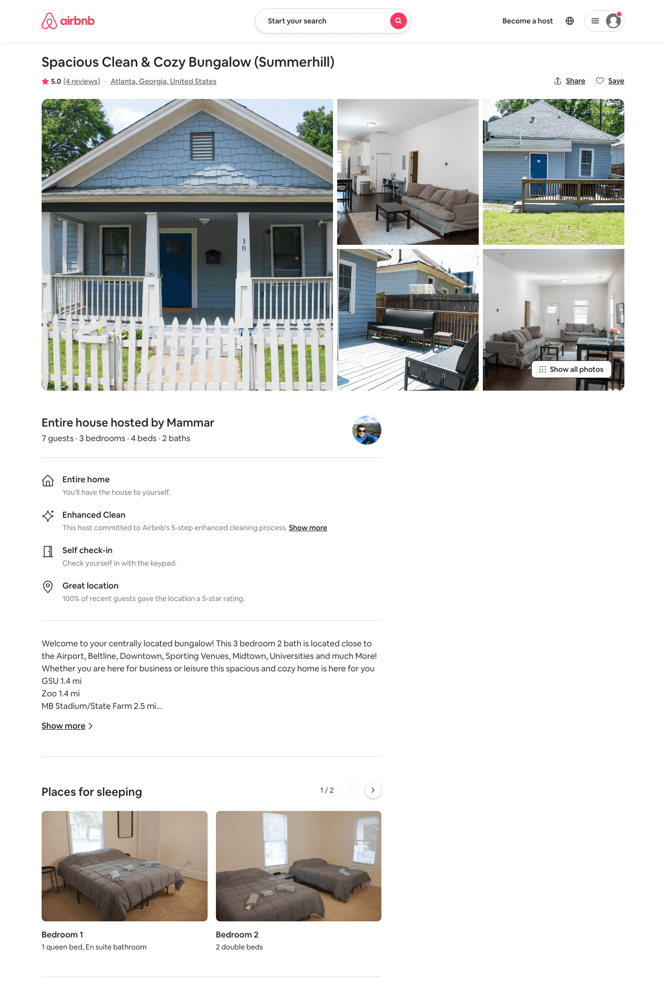 airbnb
Start your search
Become a host
Spacious Clean & Cozy Bungalow (Summerhill)
5.0 (4 reviews) · Atlanta, Georgia, United States
Share
Save
30
Show all photos
Entire house hosted by Mammar
7 guests · 3 bedrooms · 4 beds · 2 baths
Entire home
You'll have the house to yourself.
Enhanced Clean
This host committed to Airbnb's 5-step enhanced cleaning process. Show more
Self check-in
Check yourself in with the keypad.
Great location
100% of recent guests gave the location a 5-star rating.
Welcome to your centrally located bungalow! This 3 bedroom 2 bath is located close to
the Airport, Beltline, Downtown, Sporting Venues, Midtown, Universities and much More!
Whether you are here for business or leisure this spacious and cozy home is here for you
GSU 1.4 mi
Zoo 1.4 mi
MB Stadium/State Farm 2.5 mi...
Show more
Places for sleeping
1 / 2
Bedroom 1
1 queen bed, En suite bathroom
Bedroom 2
2 double beds